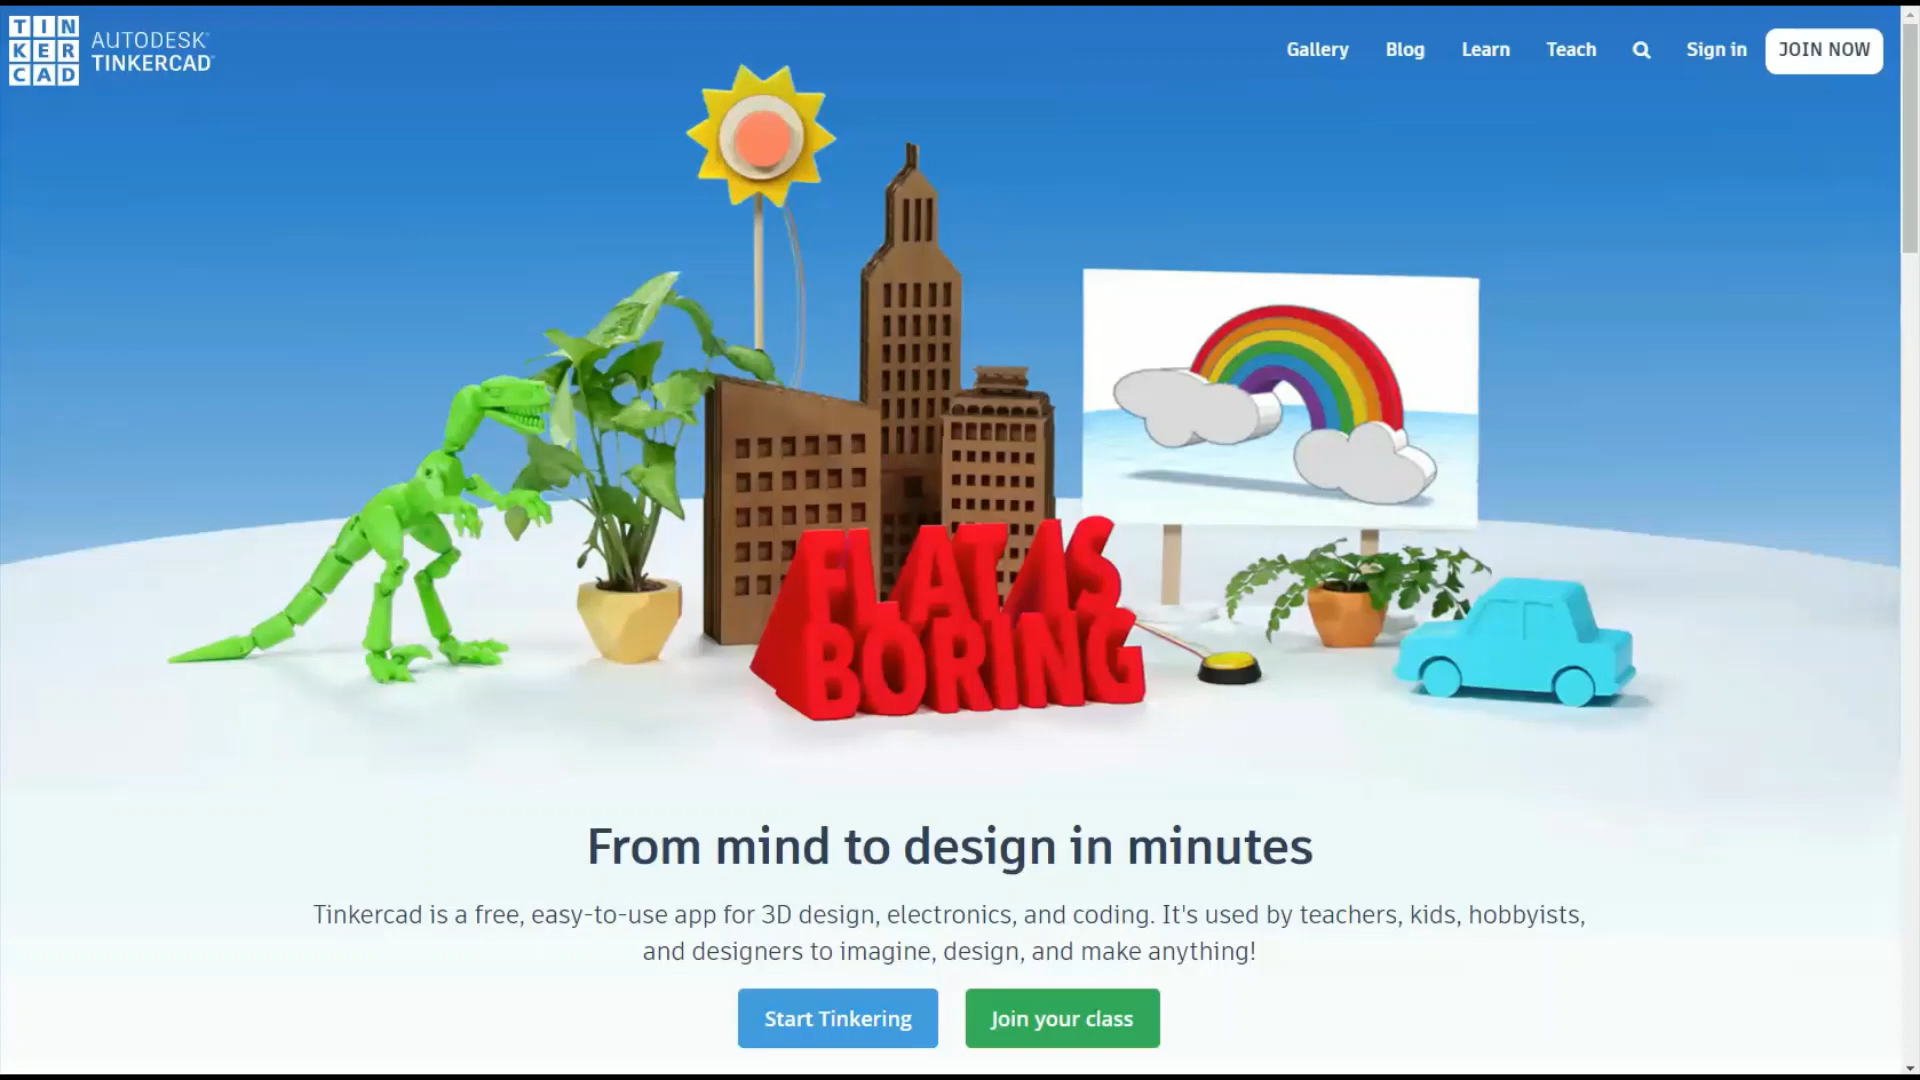 TIN
KER
CAD
AUTODESK®
TINKERCAD®
Gallery
Blog
Learn
Teach
Sign in
JOIN NOW
FLAT IS
BORING
From mind to design in minutes
Tinkercad is a free, easy-to-use app for 3D design, electronics, and coding. It's used by teachers, kids, hobbyists,
and designers to imagine, design, and make anything!
Start Tinkering
Join your class